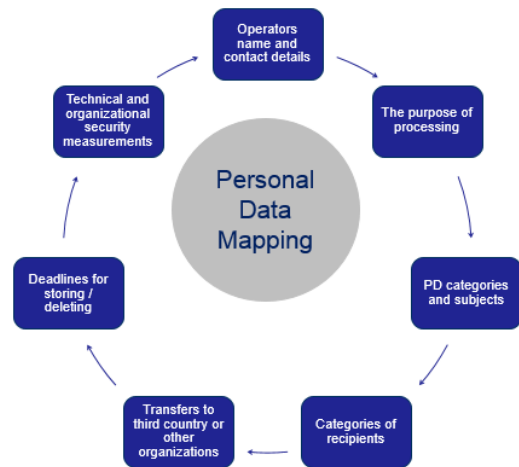 Operators
name and
contact details
The purpose of
processing
PD categories
and subjects
Categories of
recipients
Transfers to
third country or
other
organizations
Deadlines for
storing /
deleting
Technical and
organizational
security
measurements
Personal
Data
Mapping